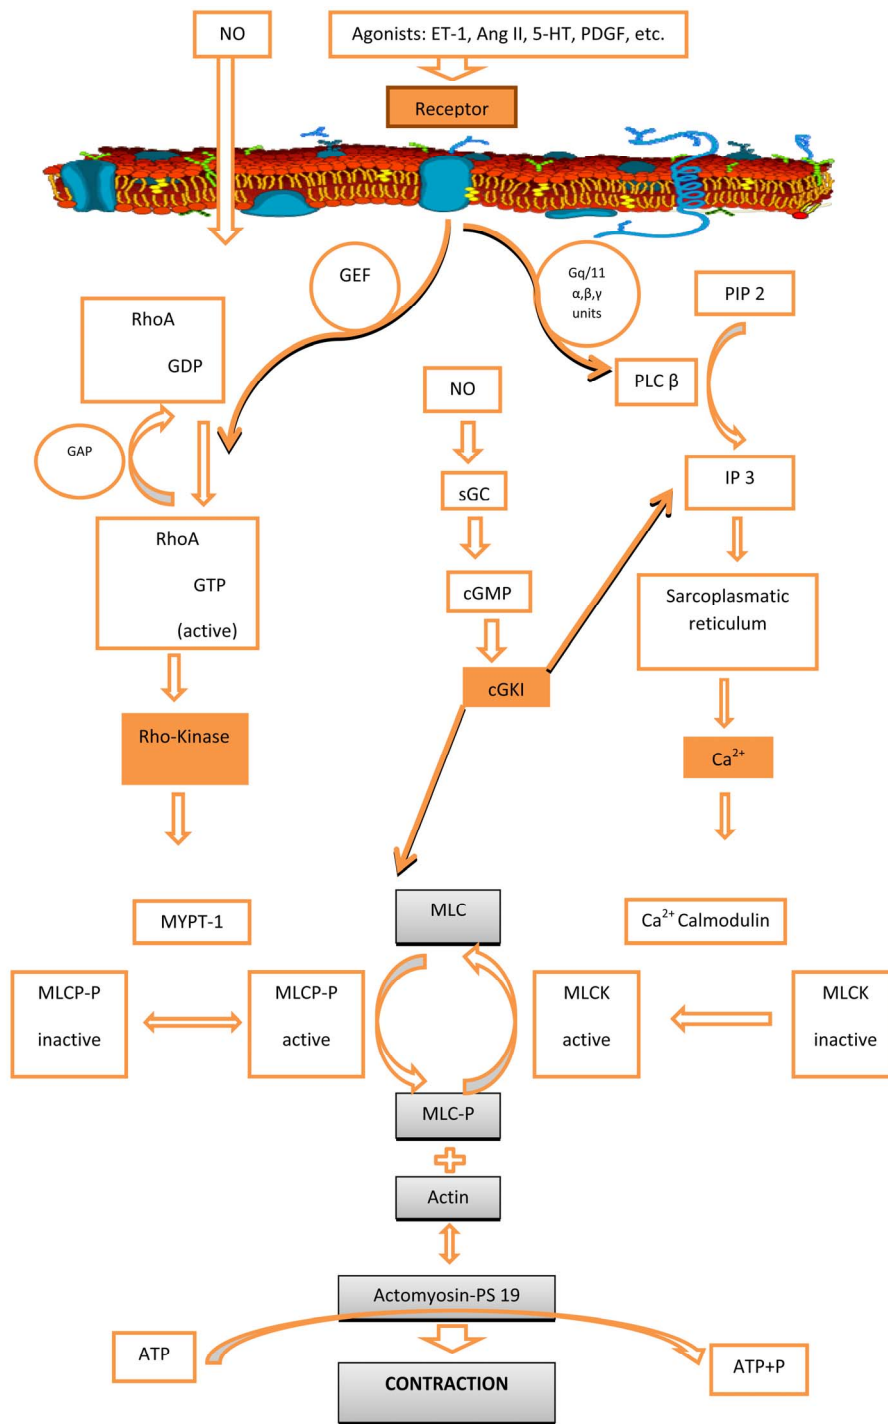 NO
Agonists: ET-1, Ang II, 5-HT, PDGF, etc.
Receptor
GEF
Gq/11
α,β,γ
units
PIP 2
RhoA
GDP
NO
PLC β
GAP
sGC
IP 3
RhoA
GTP
(active)
cGMP
Sarcoplasmatic
reticulum
cGKI
Rho-Kinase
Ca²⁺
MLC
MYPT-1
Ca²⁺ Calmodulin
MLCP-P
inactive
MLCP-P
active
MLCK
active
MLCK
inactive
MLC-P
Actin
Actomyosin-PS 19
ATP
ATP+P
CONTRACTION